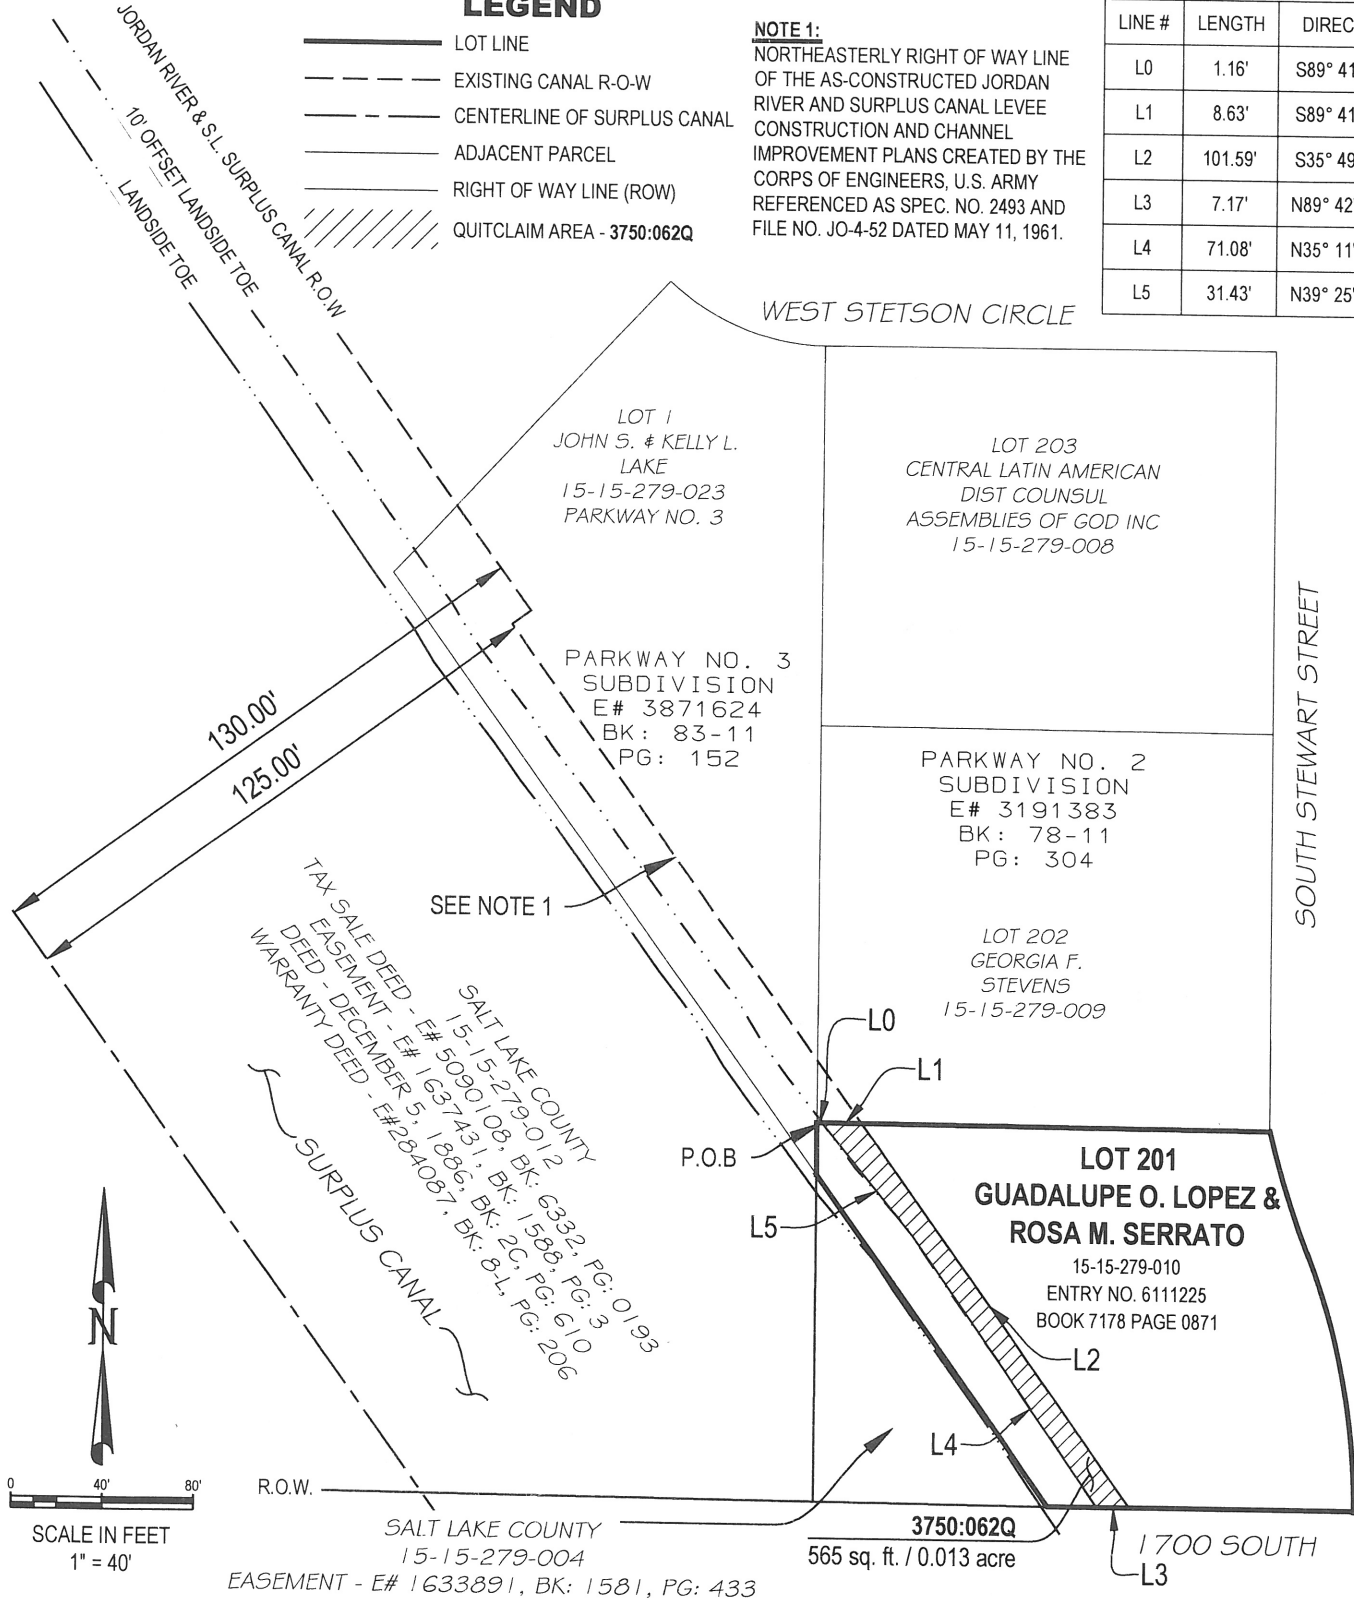 LEGEND
LOT LINE
EXISTING CANAL R-O-W
CENTERLINE OF SURPLUS CANAL
ADJACENT PARCEL
RIGHT OF WAY LINE (ROW)
QUITCLAIM AREA - 3750:062Q
NOTE 1:
NORTHEASTERLY RIGHT OF WAY LINE
OF THE AS-CONSTRUCTED JORDAN
RIVER AND SURPLUS CANAL LEVEE
CONSTRUCTION AND CHANNEL
IMPROVEMENT PLANS CREATED BY THE
CORPS OF ENGINEERS, U.S. ARMY
REFERENCED AS SPEC. NO. 2493 AND
FILE NO. JO-4-52 DATED MAY 11, 1961.
LINE # LENGTH DIREC
L0 1.16' S89° 41
L1 8.63' S89° 41
L2 101.59' S35° 49
L3 7.17' N89° 42
L4 71.08' N35° 11'
L5 31.43' N39° 25'
JORDAN RIVER & S.L. SURPLUS CANAL R.O.W
10' OFFSET LANDSIDE TOE
LANDSIDE TOE
WEST STETSON CIRCLE
LOT 1
JOHN S. & KELLY L.
LAKE
15-15-279-023
PARKWAY NO. 3
LOT 203
CENTRAL LATIN AMERICAN
DIST COUNSUL
ASSEMBLIES OF GOD INC
15-15-279-008
SOUTH STEWART STREET
130.00'
125.00'
PARKWAY NO. 3
SUBDIVISION
E# 3871624
BK: 83-11
PG: 152
PARKWAY NO. 2
SUBDIVISION
E# 3191383
BK: 78-11
PG: 304
SEE NOTE 1
LOT 202
GEORGIA F.
STEVENS
15-15-279-009
SALT LAKE COUNTY
15-15-279-012
TAX SALE DEED - E# 5090108, BK: 6332, PG: 0193
EASEMENT - E# 1637431, BK: 1588, PG: 3
DEED - DECEMBER 5, 1886, BK: 2C, PG: 610
WARRANTY DEED - E#284087, BK: 8-L, PG: 206
SURPLUS CANAL
L0
L1
P.O.B
L5
LOT 201
GUADALUPE O. LOPEZ &
ROSA M. SERRATO
15-15-279-010
ENTRY NO. 6111225
BOOK 7178 PAGE 0871
L2
L4
N
0 40' 80'
SCALE IN FEET
1" = 40'
R.O.W.
SALT LAKE COUNTY
15-15-279-004
EASEMENT - E# 1633891, BK: 1581, PG: 433
3750:062Q
565 sq. ft. / 0.013 acre
1700 SOUTH
L3